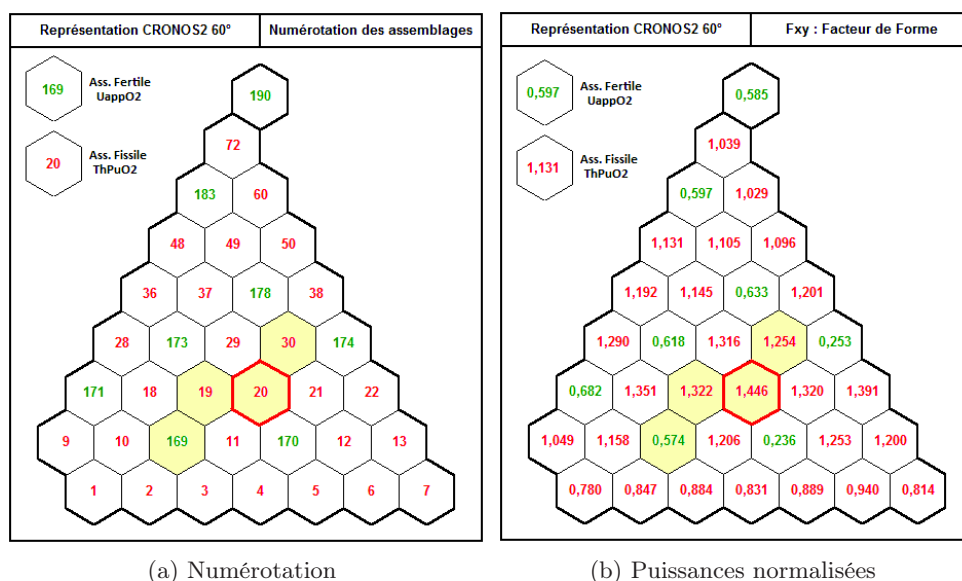 Représentation CRONOS2 60°
Numérotation des assemblages
169
Ass. Fertile
UappO2
20
Ass. Fissile
ThPuO2
190
72
183 60
48 49 50
36 37 178 38
28 173 29 30 174
171 18 19 20 21 22
9 10 169 11 170 12 13
1 2 3 4 5 6 7
(a) Numérotation
Représentation CRONOS2 60°
Fxy : Facteur de Forme
0,597
Ass. Fertile
UappO2
1,131
Ass. Fissile
ThPuO2
0,585
1,039
0,597 1,029
1,131 1,105 1,096
1,192 1,145 0,633 1,201
1,290 0,618 1,316 1,254 0,253
0,682 1,351 1,322 1,446 1,320 1,391
1,049 1,158 0,574 1,206 0,236 1,253 1,200
0,780 0,847 0,884 0,831 0,889 0,940 0,814
(b) Puissances normalisées